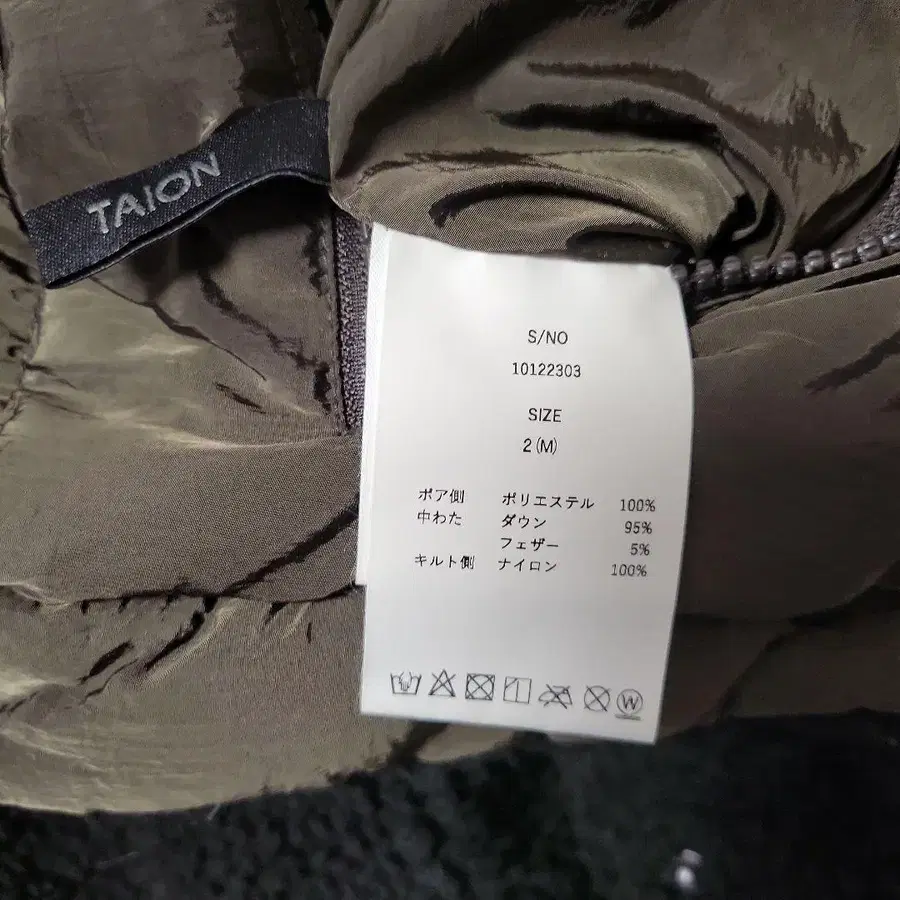 TAION
S/NO
10122303
SIZE
2(M)
ボア側 ポリエステル 100%
中わた ダウン 95%
フェザー 5%
キルト側 ナイロン 100%
W